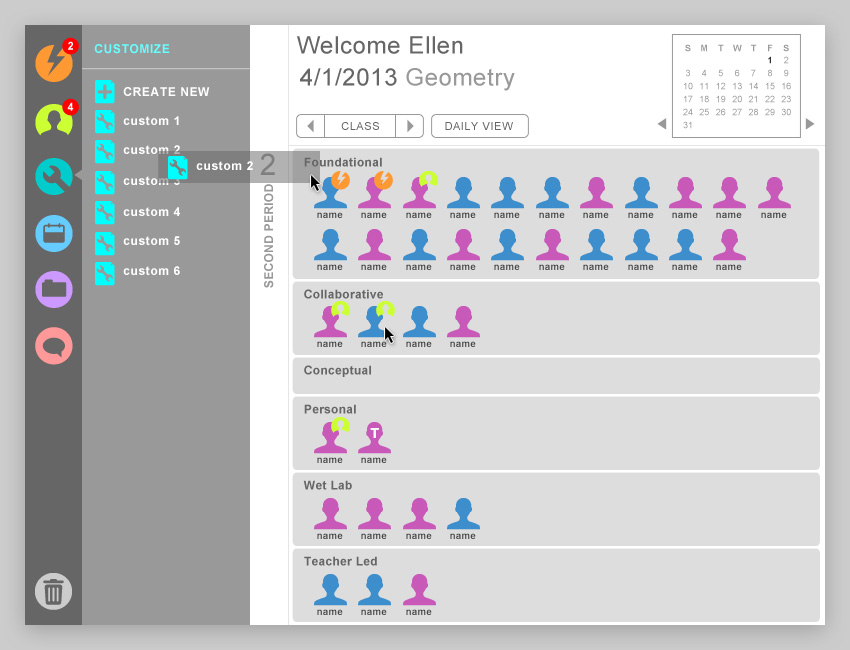 2
4
CUSTOMIZE
CREATE NEW
custom 1
custom 2
custom 3
custom 4
custom 5
custom 6
custom 2
2
SECOND PERIOD
Welcome Ellen
4/1/2013 Geometry
CLASS
DAILY VIEW
S M T W T F S
1 2
3 4 5 6 7 8 9
10 11 12 13 14 15 16
17 18 19 20 21 22 23
24 25 26 27 28 29 30
31
Foundational
name name name name name name name name name name name
name name name name name name name name name name
Collaborative
name name name name
Conceptual
Personal
T
name name
Wet Lab
name name name name
Teacher Led
name name name